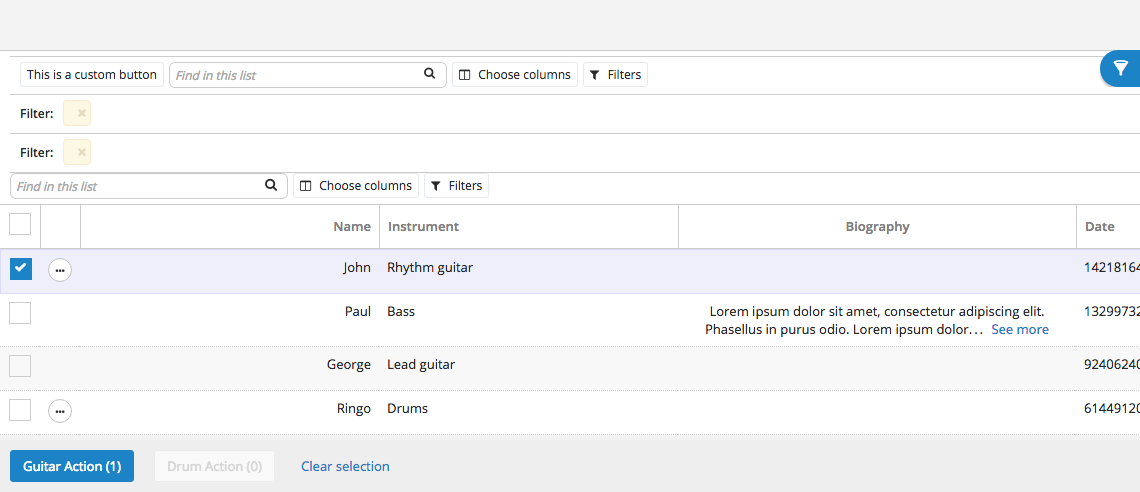 This is a custom button Find in this list Choose columns Filters
Filter:
Filter:
Find in this list Choose columns Filters
Name Instrument Biography Date
John Rhythm guitar 14218164
Paul Bass Lorem ipsum dolor sit amet, consectetur adipiscing elit. 13299732
Phasellus in purus odio. Lorem ipsum dolor... See more
George Lead guitar 92406240
Ringo Drums 61449120
Guitar Action (1) Drum Action (0) Clear selection